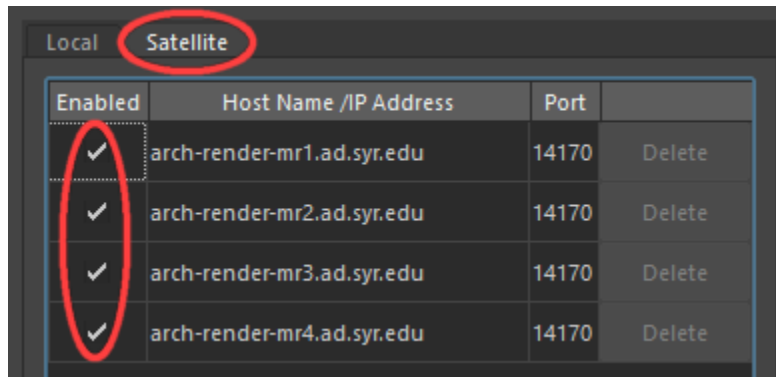 Local Satellite
Enabled Host Name /IP Address Port
arch-render-mr1.ad.syr.edu 14170 Delete
arch-render-mr2.ad.syr.edu 14170 Delete
arch-render-mr3.ad.syr.edu 14170 Delete
arch-render-mr4.ad.syr.edu 14170 Delete